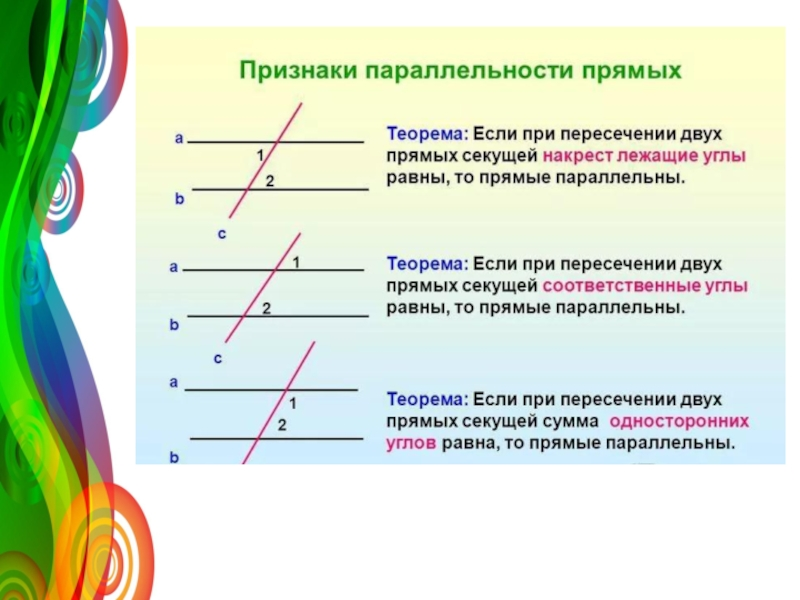 Признаки параллельности прямых
a
1
2
b
c
Теорема: Если при пересечении двух
прямых секущей накрест лежащие углы
равны, то прямые параллельны.
a
1
2
b
c
Теорема: Если при пересечении двух
прямых секущей соответственные углы
равны, то прямые параллельны.
a
1
2
b
Теорема: Если при пересечении двух
прямых секущей сумма односторонних
углов равна, то прямые параллельны.